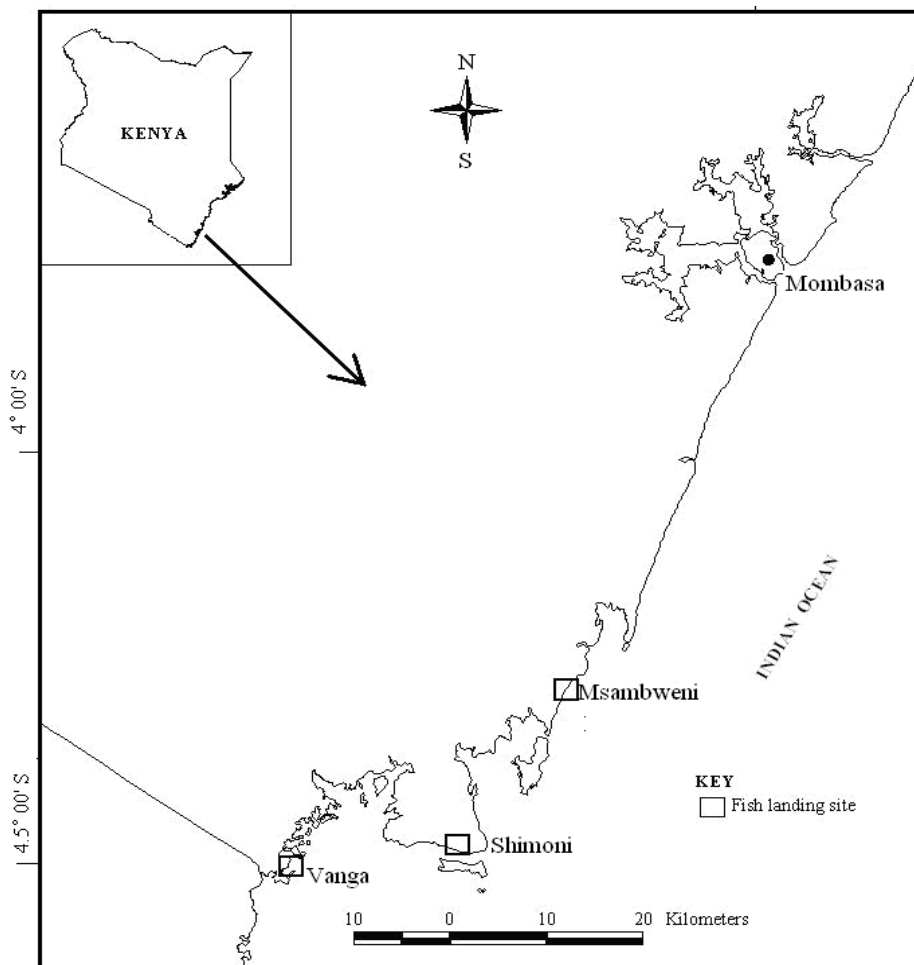 KENYA
N
S
Mombasa
4° 00' S
INDIAN OCEAN
Msambweni
KEY
Fish landing site
4.5° 00' S
Shimoni
Vanga
10 0 10 20 Kilometers